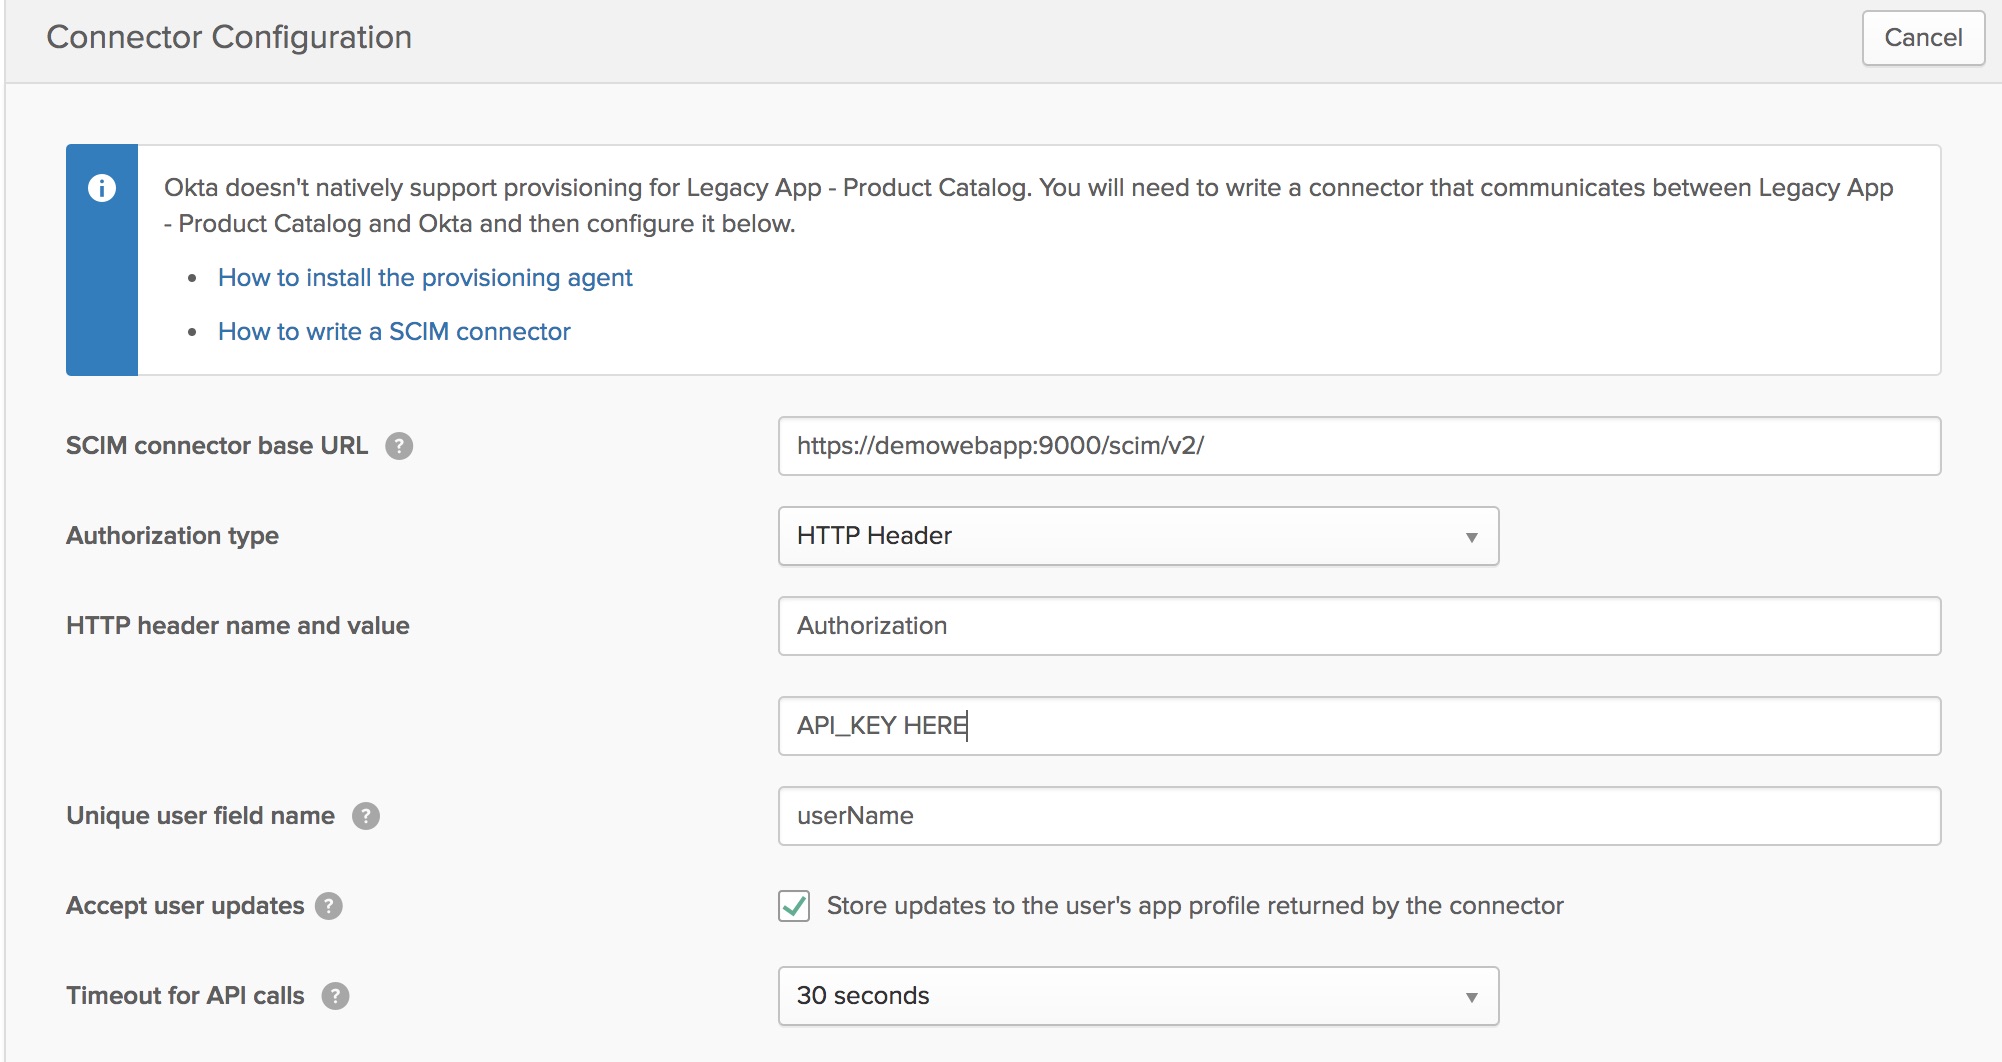 Connector Configuration
Cancel
Okta doesn't natively support provisioning for Legacy App - Product Catalog. You will need to write a connector that communicates between Legacy App
- Product Catalog and Okta and then configure it below.
• How to install the provisioning agent
• How to write a SCIM connector
SCIM connector base URL ?
https://demowebapp:9000/scim/v2/
Authorization type
HTTP Header
HTTP header name and value
Authorization
API_KEY HERE
Unique user field name ?
userName
Accept user updates ?
Store updates to the user's app profile returned by the connector
Timeout for API calls ?
30 seconds